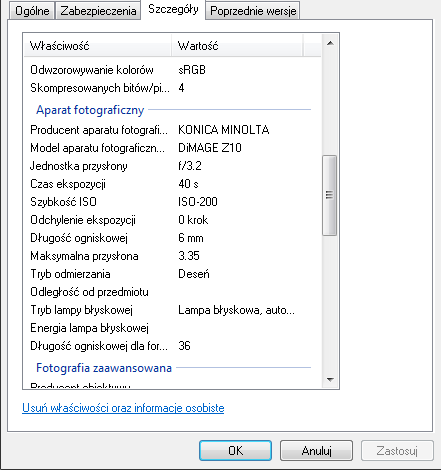 Ogólne Zabezpieczenia Szczegóły Poprzednie wersje
Właściwość Wartość
Odwzorowywanie kolorów sRGB
Skompresowanych bitów/pi... 4
Aparat fotograficzny
Producent aparatu fotografi... KONICA MINOLTA
Model aparatu fotograficzn... DiMAGE Z10
Jednostka przysłony f/3.2
Czas ekspozycji 40 s
Szybkość ISO ISO-200
Odchylenie ekspozycji 0 krok
Długość ogniskowej 6 mm
Maksymalna przysłona 3.35
Tryb odmierzania Deseń
Odległość od przedmiotu
Tryb lampy błyskowej Lampa błyskowa, auto...
Energia lampa błyskowej
Długość ogniskowej dla for... 36
Fotografia zaawansowana
Producent obiektywu
Usuń właściwości oraz informacje osobiste
OK Anuluj Zastosuj